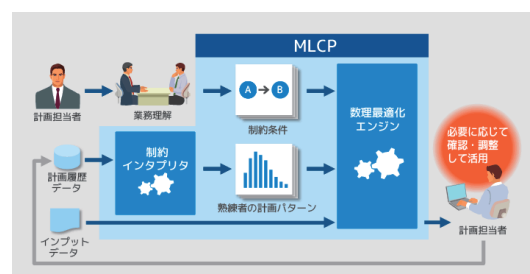 MLCP
計画担当者
業務理解
A
B
制約条件
数理最適化
エンジン
必要に応じて
確認・調整
して活用
計画履歴
データ
制約
インタプリタ
熟練者の計画パターン
計画担当者
インプット
データ